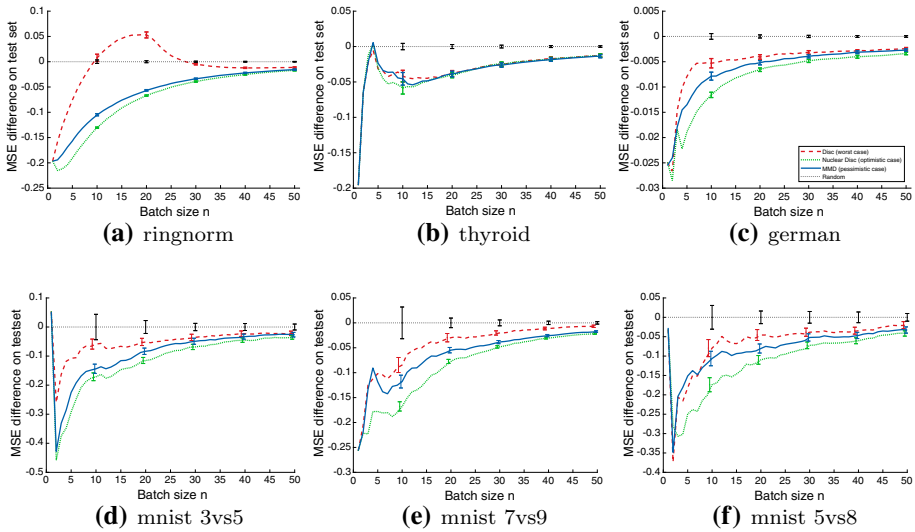 MSE difference on test set
0.1
0.05
0
-0.05
-0.1
-0.15
-0.2
-0.25
0 5 10 15 20 25 30 35 40 45 50
Batch size n
(a) ringnorm
MSE difference on test set
0.05
0
-0.05
-0.1
-0.15
-0.2
0 5 10 15 20 25 30 35 40 45 50
Batch size n
(b) thyroid
MSE difference on test set
0.005
0
-0.005
-0.01
-0.015
-0.02
-0.025
-0.03
0 5 10 15 20 25 30 35 40 45 50
Batch size n
Disc (worst case)
Nuclear Disc (optimistic case)
MMD (pessimistic case)
Random
(c) german
MSE difference on testset
0.1
0
-0.1
-0.2
-0.3
-0.4
-0.5
0 5 10 15 20 25 30 35 40 45 50
Batch size n
(d) mnist 3vs5
MSE difference on testset
0.05
0
-0.05
-0.1
-0.15
-0.2
-0.25
-0.3
0 5 10 15 20 25 30 35 40 45 50
Batch size n
(e) mnist 7vs9
MSE difference on testset
0.05
0
-0.05
-0.1
-0.15
-0.2
-0.25
-0.3
-0.35
-0.4
0 5 10 15 20 25 30 35 40 45 50
Batch size n
(f) mnist 5vs8